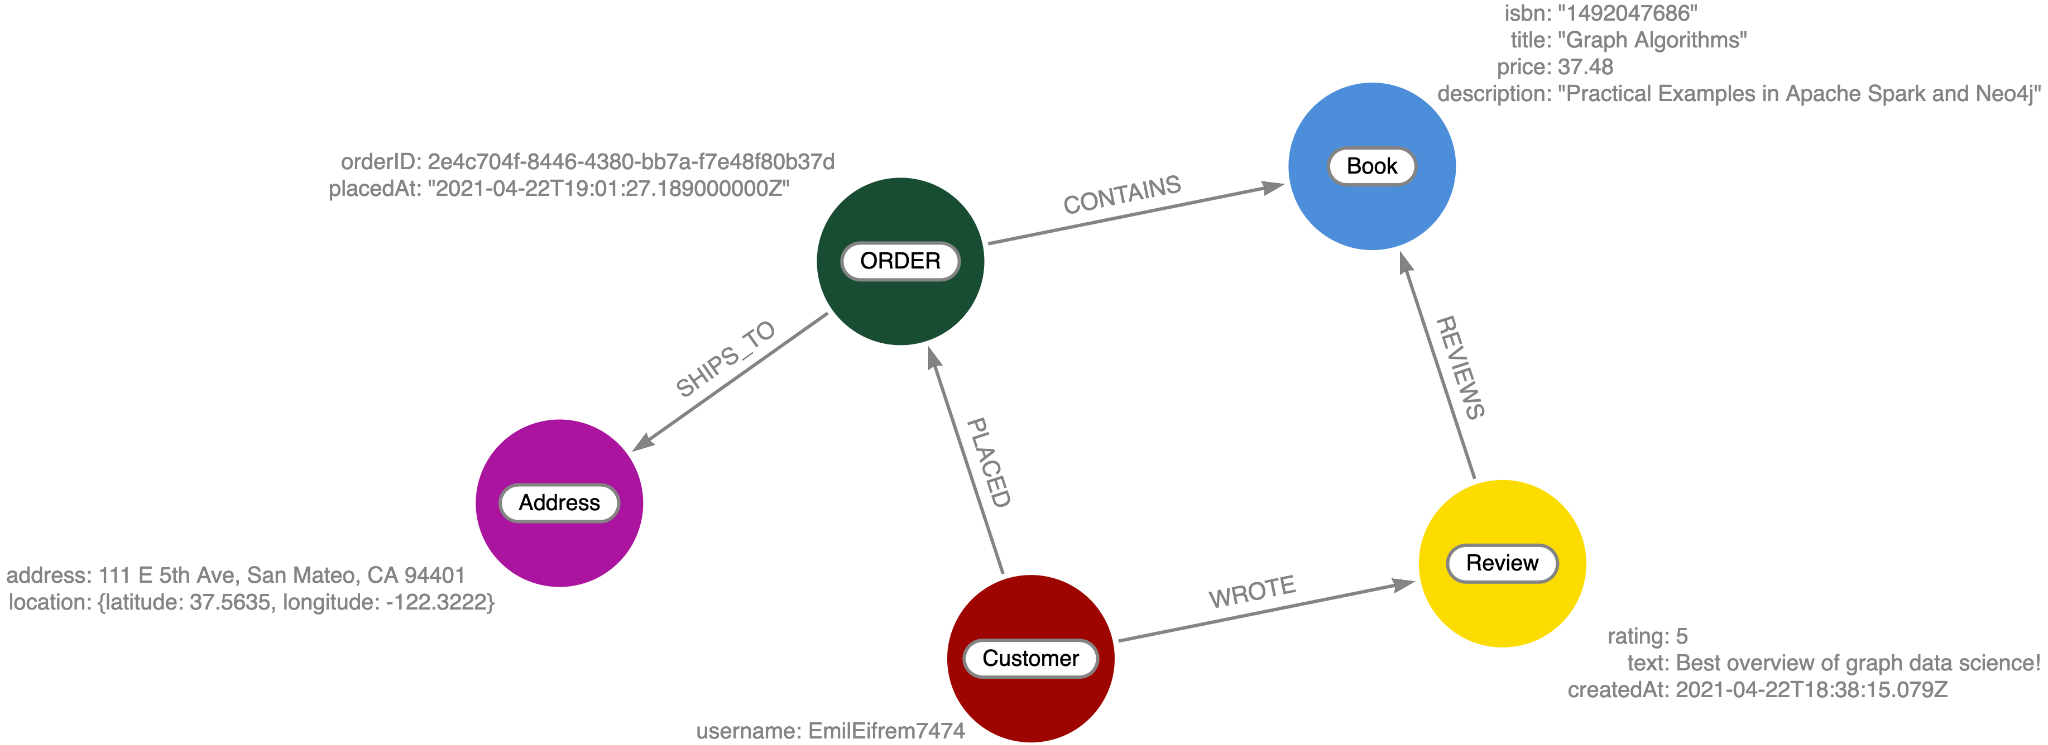 isbn: "1492047686"
title: "Graph Algorithms"
price: 37.48
description: "Practical Examples in Apache Spark and Neo4j"
Book
orderID: 2e4c704f-8446-4380-bb7a-f7e48f80b37d
placedAt: "2021-04-22T19:01:27.189000000Z"
CONTAINS
ORDER
SHIPS_TO
REVIEWS
PLACED
Address
address: 111 E 5th Ave, San Mateo, CA 94401
location: {latitude: 37.5635, longitude: -122.3222}
WROTE
Review
rating: 5
text: Best overview of graph data science!
createdAt: 2021-04-22T18:38:15.079Z
Customer
username: EmilEifrem7474